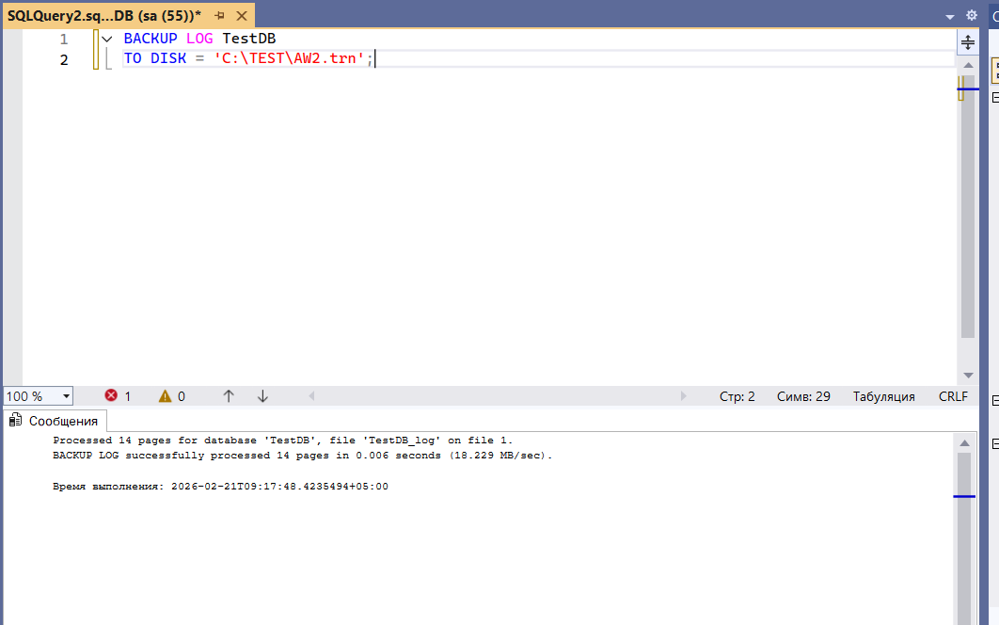 SQLQuery2.sq...DB (sa (55))*
1 BACKUP LOG TestDB
2 TO DISK = 'C:\TEST\AW2.trn';
100 % 1 0 Стр: 2 Симв: 29 Табуляция CRLF
Сообщения
Processed 14 pages for database 'TestDB', file 'TestDB_log' on file 1.
BACKUP LOG successfully processed 14 pages in 0.006 seconds (18.229 MB/sec).
Время выполнения: 2026-02-21T09:17:48.4235494+05:00